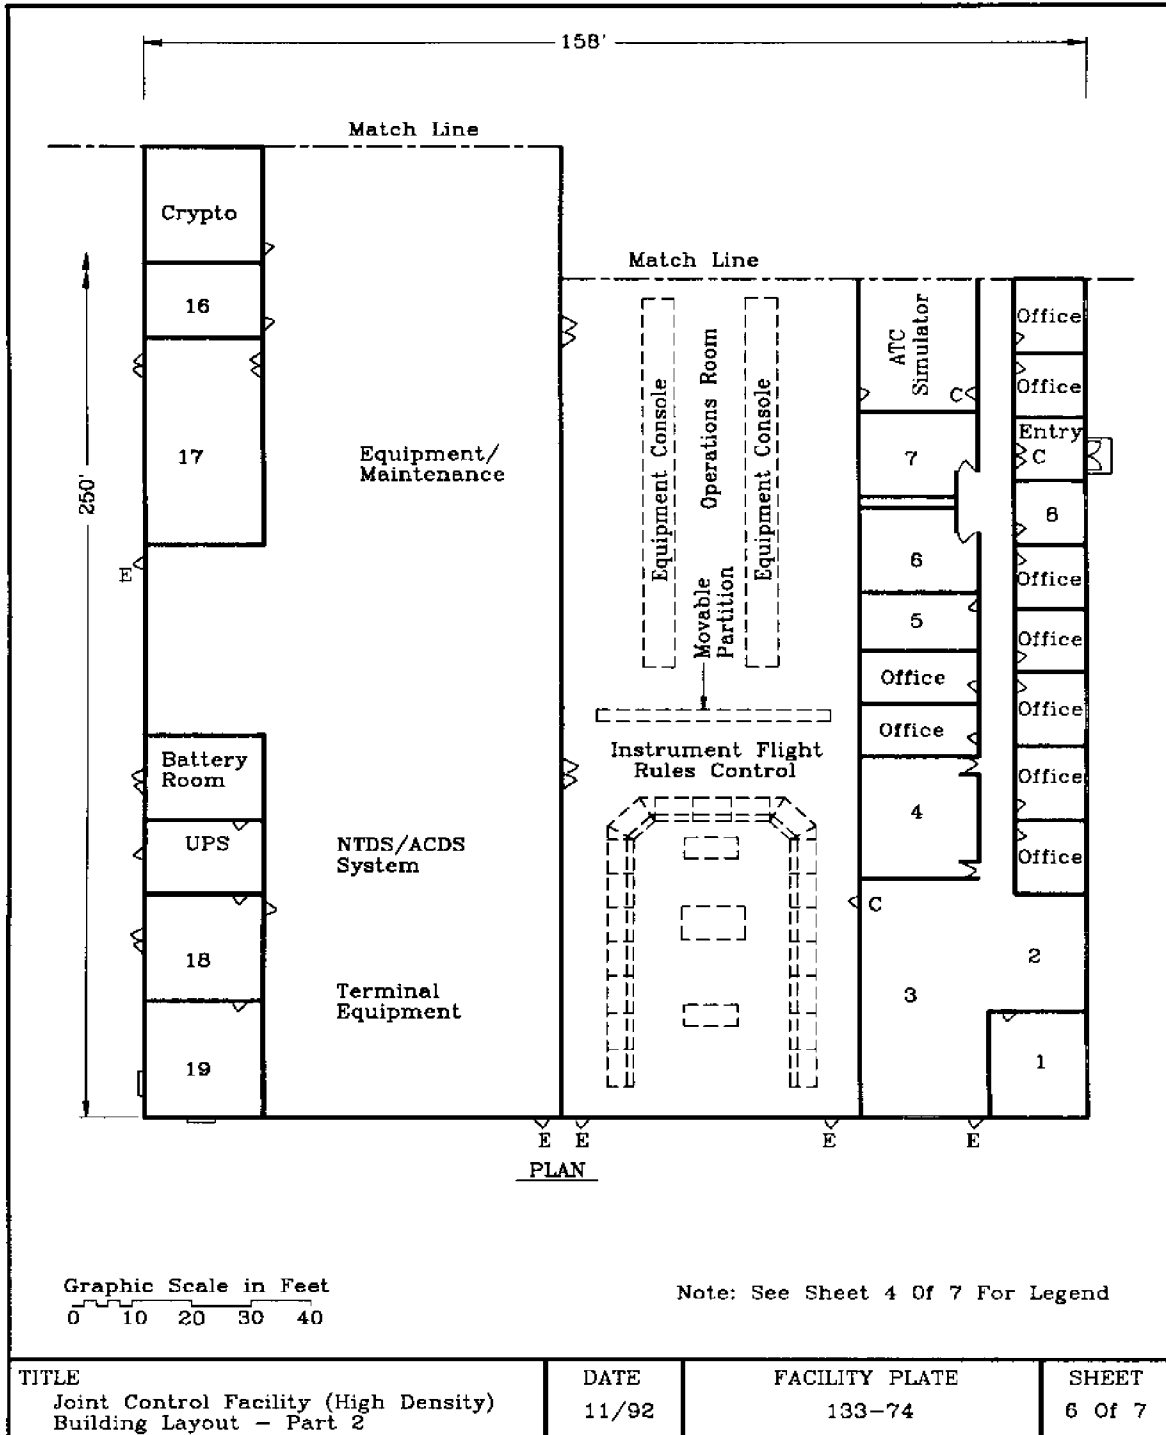 158'
Match Line
Crypto
Match Line
16
ATC
Simulator
Office
Equipment Console
Operations Room
Equipment Console
Office
C
Entry
C
17
Equipment/
Maintenance
7
250'
8
E
6
Office
Movable
Partition
5
Office
Office
Office
Office
Battery
Room
Instrument Flight
Rules Control
Office
4
UPS
NTDS/ACDS
System
Office
C
18
2
Terminal
Equipment
3
19
1
E
E
E
E
PLAN
Graphic Scale in Feet
0 10 20 30 40
Note: See Sheet 4 Of 7 For Legend
TITLE
Joint Control Facility (High Density)
Building Layout - Part 2
DATE
11/92
FACILITY PLATE
133-74
SHEET
6 Of 7